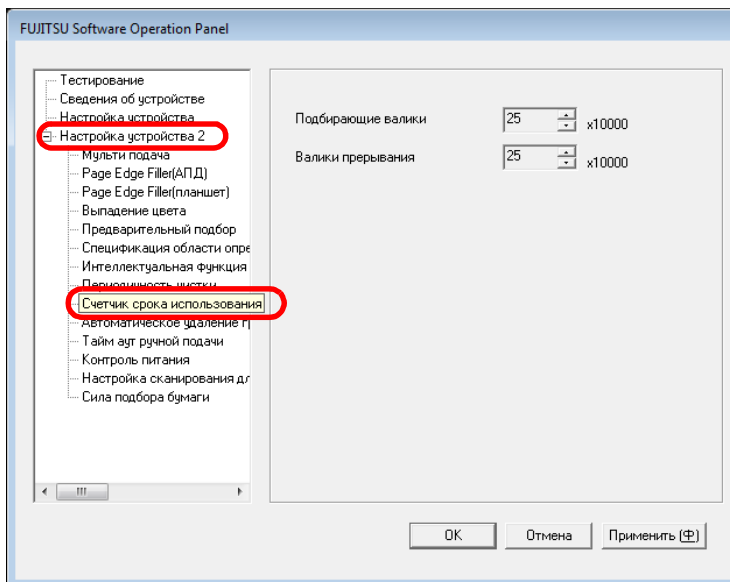 FUJITSU Software Operation Panel
Тестирование
Сведения об устройстве
Настройка устройства
Настройка устройства 2
Мульти подача
Page Edge Filler(АПД)
Page Edge Filler(планшет)
Выпадение цвета
Предварительный подбор
Спецификация области опре
Интеллектуальная функция
Периодичность чистки
Счетчик срока использования
Автоматическое удаление г
Тайм аут ручной подачи
Контроль питания
Настройка сканирования дл
Сила подбора бумаги
Подбирающие валики 25 x10000
Валики прерывания 25 x10000
OK Отмена Применить (Ф)